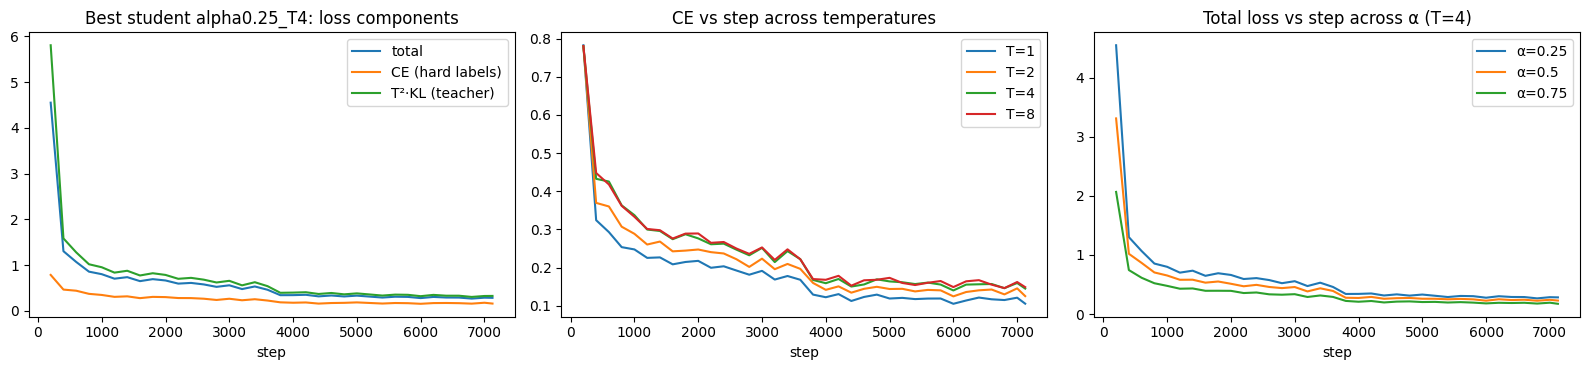 Best student alpha0.25_T4: loss components
6
5
4
3
2
1
0
total
CE (hard labels)
T²·KL (teacher)
0 1000 2000 3000 4000 5000 6000 7000
step
CE vs step across temperatures
0.8
0.7
0.6
0.5
0.4
0.3
0.2
0.1
T=1
T=2
T=4
T=8
0 1000 2000 3000 4000 5000 6000 7000
step
Total loss vs step across α (T=4)
4
3
2
1
0
α=0.25
α=0.5
α=0.75
0 1000 2000 3000 4000 5000 6000 7000
step